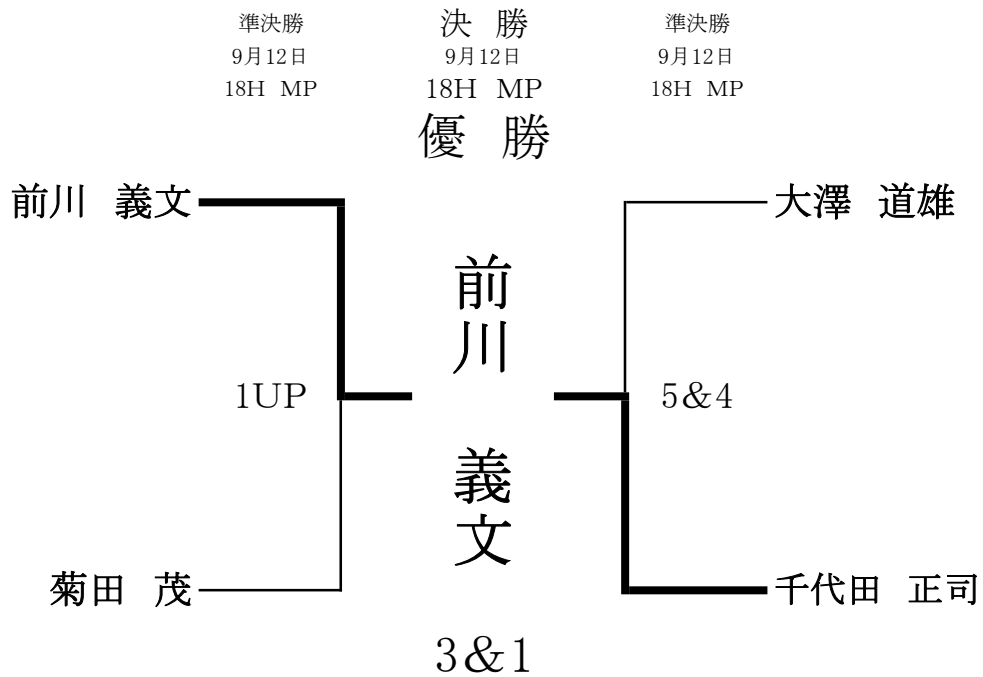 準決勝
9月12日
18H MP
決 勝
9月12日
18H MP
優 勝
準決勝
9月12日
18H MP
前川 義文
大澤 道雄
前川 義文
1UP
5&4
菊田 茂
千代田 正司
3&1